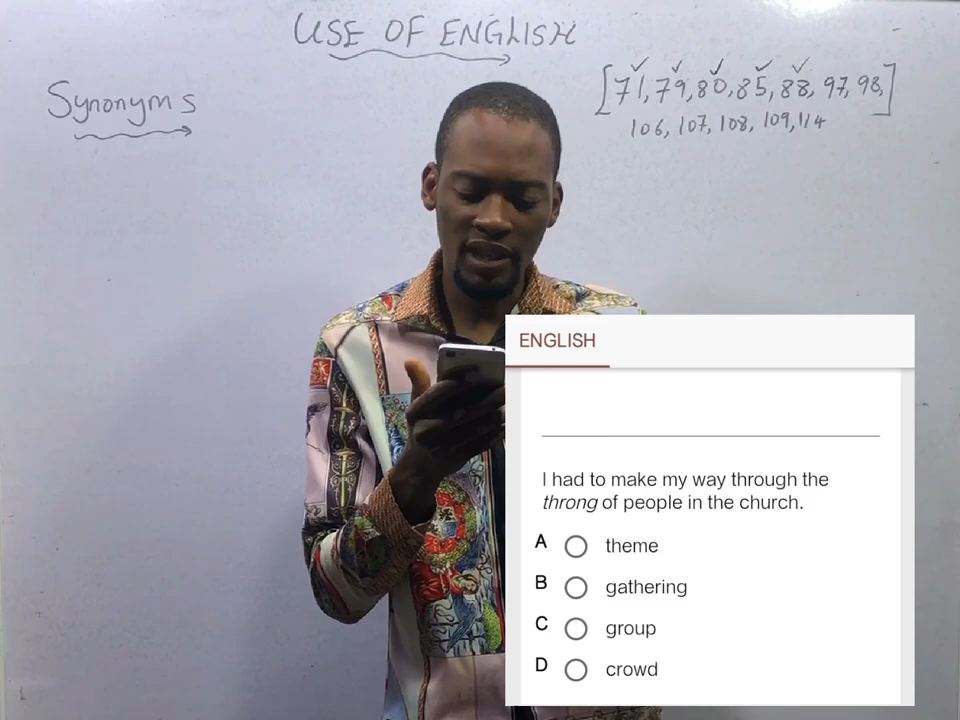 USE OF ENGLISH
Synonyms
[71, 79, 80, 85, 88, 97, 98,]
106, 107, 108, 109, 114
ENGLISH
I had to make my way through the
throng of people in the church.
A theme
B gathering
C group
D crowd